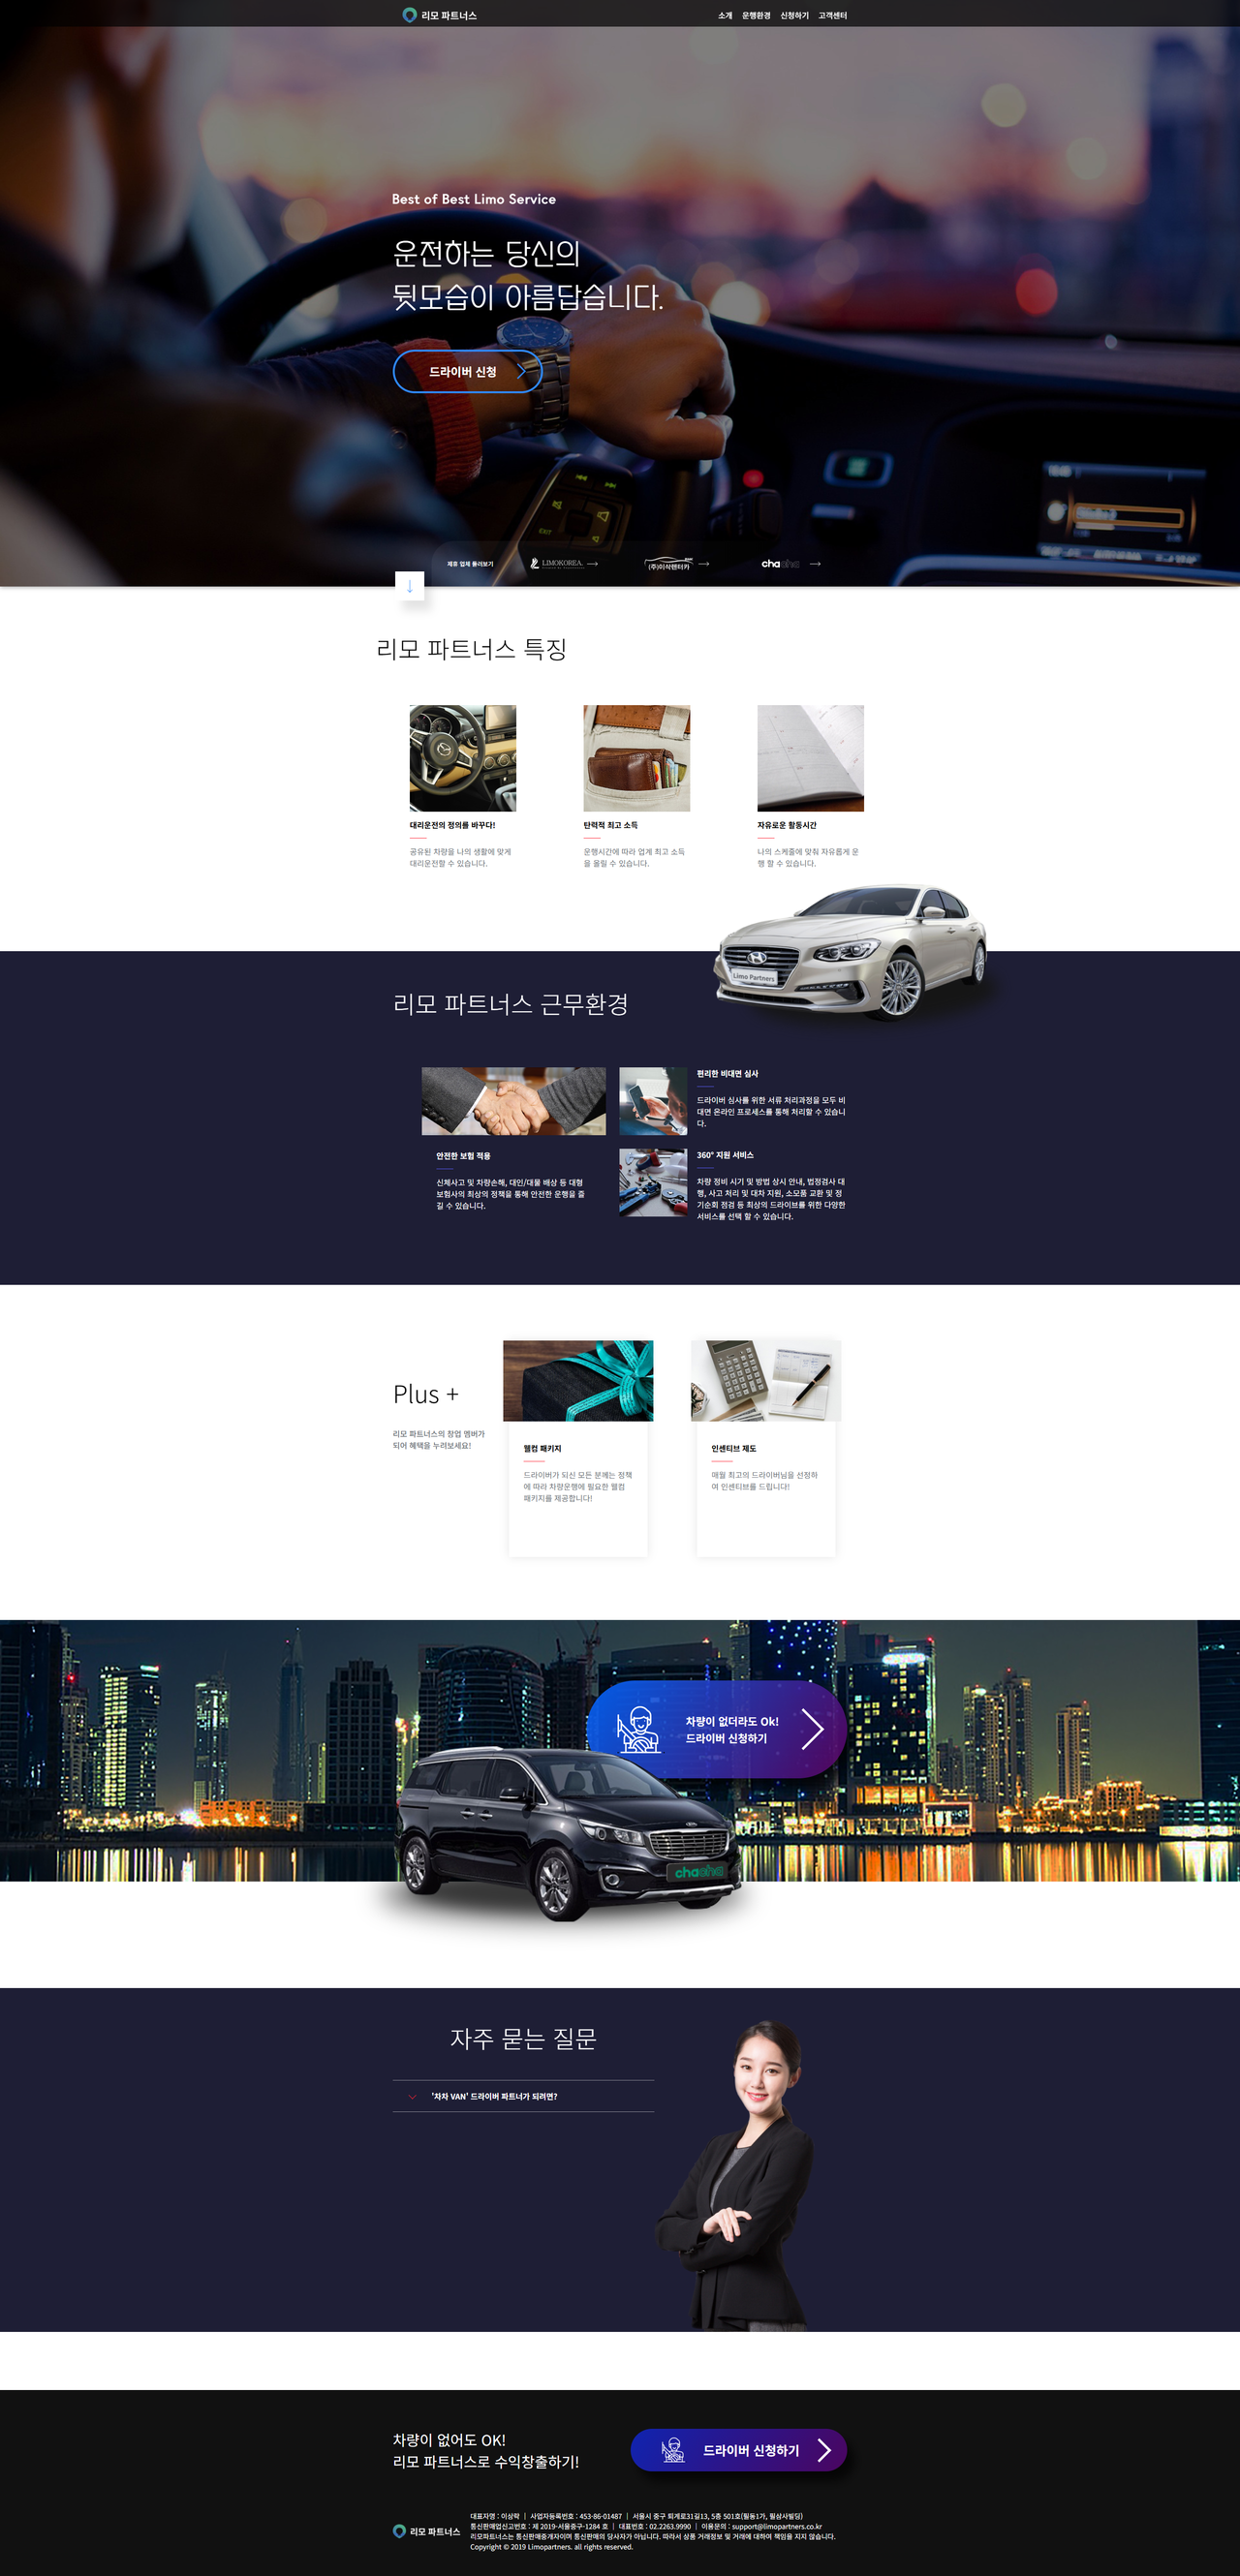 리모 파트너스
소개 운행환경 신청하기 고객센터
Best of Best Limo Service
운전하는 당신의
뒷모습이 아름답습니다.
드라이버 신청
제휴 업체 둘러보기
LIMOKOREA.
(주)이삭렌터카
chacha
리모 파트너스 특징
대리운전의 정의를 바꾸다!
공유된 차량을 나의 생활에 맞게
대리운전할 수 있습니다.
탄력적 최고 소득
운행시간에 따라 업계 최고 소득
을 올릴 수 있습니다.
자유로운 활동시간
나의 스케줄에 맞춰 자유롭게 운
행 할 수 있습니다.
Limo Partners
리모 파트너스 근무환경
안전한 보험 적용
신체사고 및 차량손해, 대인/대물 배상 등 대형
보험사의 최상의 정책을 통해 안전한 운행을 즐
길 수 있습니다.
편리한 비대면 심사
드라이버 심사를 위한 서류 처리과정을 모두 비
대면 온라인 프로세스를 통해 처리할 수 있습니
다.
360° 지원 서비스
차량 정비 시기 및 방법 상시 안내, 법정검사 대
행, 사고 처리 및 대차 지원, 소모품 교환 및 정
기순회 점검 등 최상의 드라이브를 위한 다양한
서비스를 선택 할 수 있습니다.
Plus +
리모 파트너스의 창업 멤버가
되어 혜택을 누려보세요!
웰컴 패키지
드라이버가 되신 모든 분께는 정책
에 따라 차량운행에 필요한 웰컴
패키지를 제공합니다!
인센티브 제도
매월 최고의 드라이버님을 선정하
여 인센티브를 드립니다!
차량이 없더라도 Ok!
드라이버 신청하기
chacha
자주 묻는 질문
'차차 VAN' 드라이버 파트너가 되려면?
차량이 없어도 OK!
리모 파트너스로 수익창출하기!
드라이버 신청하기
리모 파트너스
대표자명 : 이상락 | 사업자등록번호 : 453-86-01487 | 서울시 중구 퇴계로31길13, 5층 501호(필동1가, 필삼사빌딩)
통신판매업신고번호 : 제 2019-서울중구-1284 호 | 대표번호 : 02.2263.9990 | 이용문의 : support@limopartners.co.kr
리모파트너스는 통신판매중개자이며 통신판매의 당사자가 아닙니다. 따라서 상품 거래정보 및 거래에 대하여 책임을 지지 않습니다.
Copyright © 2019 Limopartners. all rights reserved.